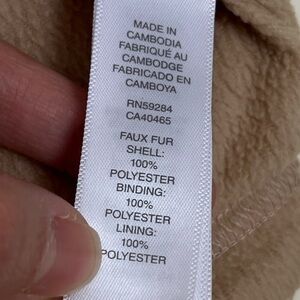 MADE IN
CAMBODIA
FABRIQUÉ AU
CAMBODGE
FABRICADO EN
CAMBOYA
RN59284
CA40465
FAUX FUR
SHELL:
100%
POLYESTER
BINDING:
100%
POLYESTER
LINING:
100%
POLYESTER